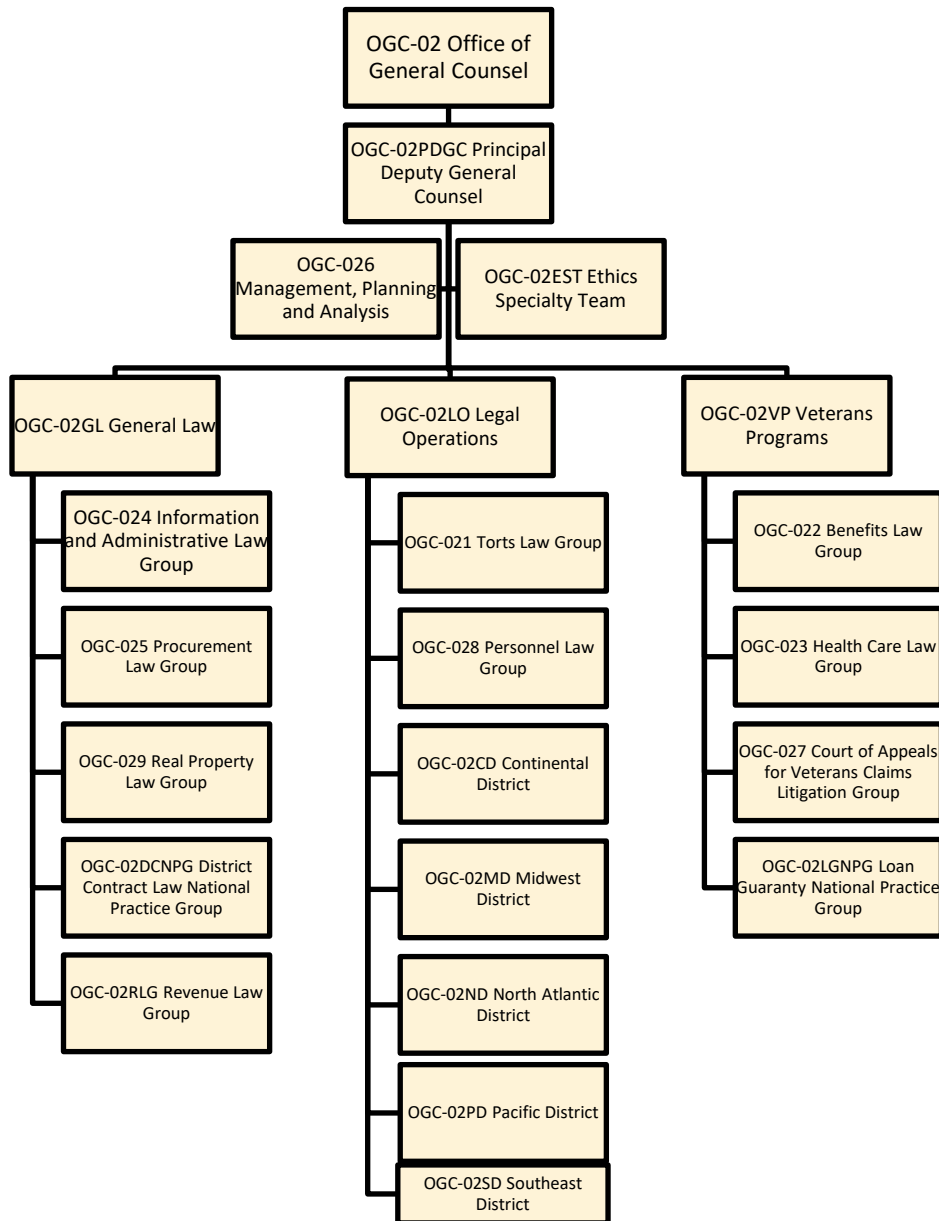 OGC-02 Office of
General Counsel
OGC-02PDGC Principal
Deputy General
Counsel
OGC-026
Management, Planning
and Analysis
OGC-02EST Ethics
Specialty Team
OGC-02GL General Law
OGC-024 Information
and Administrative Law
Group
OGC-025 Procurement
Law Group
OGC-029 Real Property
Law Group
OGC-02DCNPG District
Contract Law National
Practice Group
OGC-02RLG Revenue Law
Group
OGC-02LO Legal
Operations
OGC-021 Torts Law Group
OGC-028 Personnel Law
Group
OGC-02CD Continental
District
OGC-02MD Midwest
District
OGC-02ND North Atlantic
District
OGC-02PD Pacific District
OGC-02SD Southeast
District
OGC-02VP Veterans
Programs
OGC-022 Benefits Law
Group
OGC-023 Health Care Law
Group
OGC-027 Court of Appeals
for Veterans Claims
Litigation Group
OGC-02LGNPG Loan
Guaranty National Practice
Group